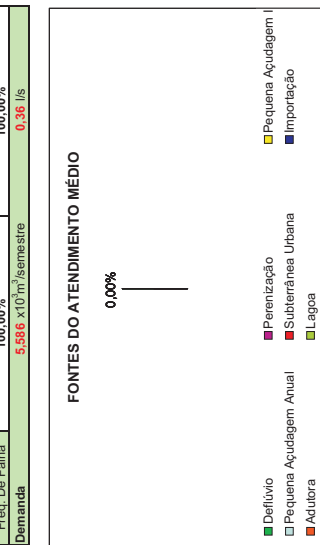 Freq. De Falha 100,00% 100,00%
Demanda 5,586 x10³m³/semestre 0,36 l/s
FONTES DO ATENDIMENTO MÉDIO
0,00%
Deflúvio Perenização Pequena Açudagem I
Pequena Açudagem Anual Subterrânea Urbana Importação
Adutora Lagoa